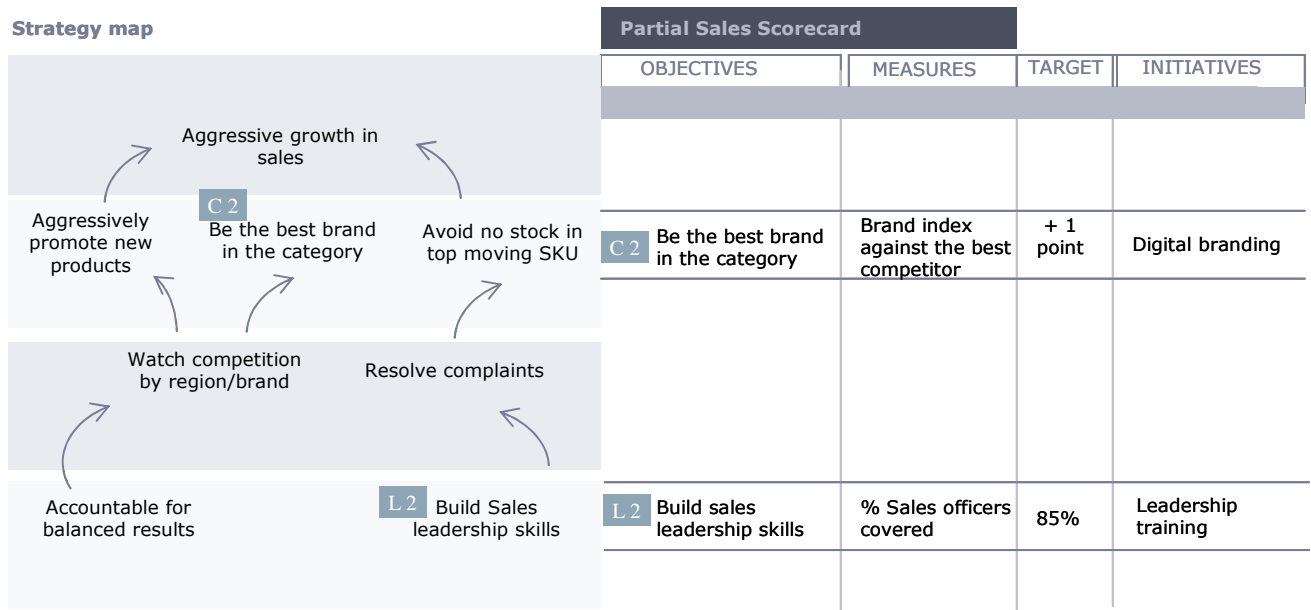 Strategy map
Partial Sales Scorecard
OBJECTIVES
MEASURES
TARGET
INITIATIVES
Aggressive growth in
sales
Aggressively
promote new
products
C 2
Be the best brand
in the category
Avoid no stock in
top moving SKU
C 2
Be the best brand
in the category
Brand index
against the best
competitor
+ 1
point
Digital branding
Watch competition
by region/brand
Resolve complaints
Accountable for
balanced results
L 2
Build Sales
leadership skills
L 2
Build sales
leadership skills
% Sales officers
covered
85%
Leadership
training